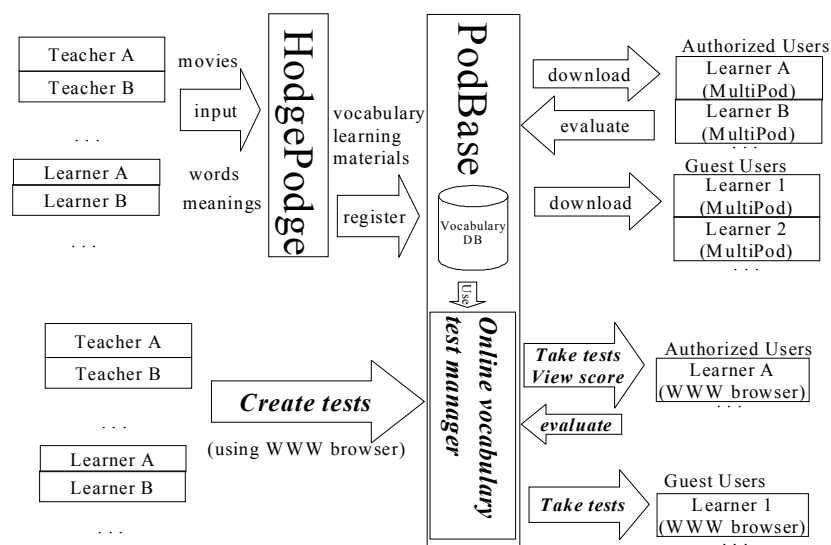 Teacher A
Teacher B
. . .
Learner A
Learner B
. . .
movies
input
words
meanings
HodgePodge
vocabulary
learning
materials
register
PodBase
Vocabulary
DB
Use
download
evaluate
Authorized Users
Learner A
(MultiPod)
Learner B
(MultiPod)
. . .
Guest Users
download
Learner 1
(MultiPod)
Learner 2
(MultiPod)
. . .
Teacher A
Teacher B
. . .
Learner A
Learner B
. . .
Create tests
(using WWW browser)
Online vocabulary
test manager
Take tests
View score
evaluate
Authorized Users
Learner A
(WWW browser)
. . .
Take tests
Guest Users
Learner 1
(WWW browser)
. . .